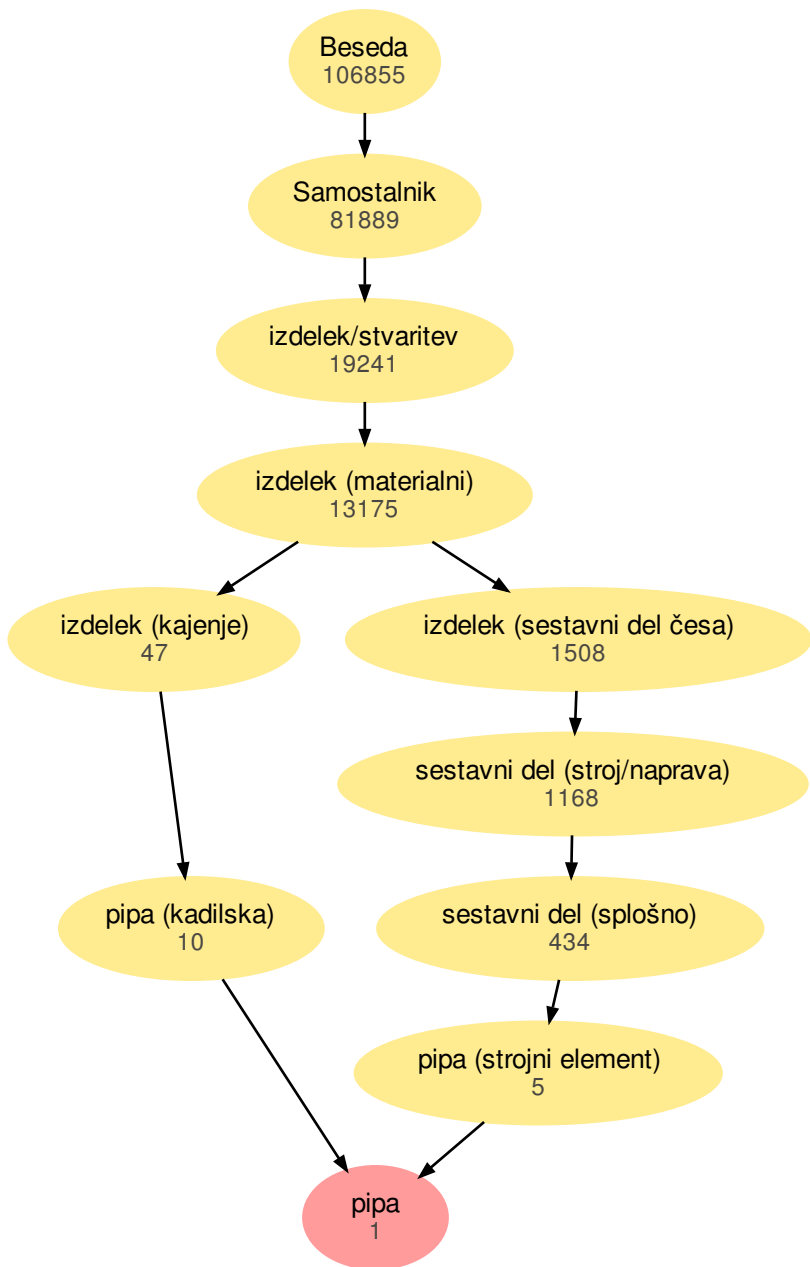 Beseda
106855
Samostalnik
81889
izdelek/stvaritev
19241
izdelek (materialni)
13175
izdelek (kajenje)
47
izdelek (sestavni del česa)
1508
sestavni del (stroj/naprava)
1168
pipa (kadilska)
10
sestavni del (splošno)
434
pipa (strojni element)
5
pipa
1